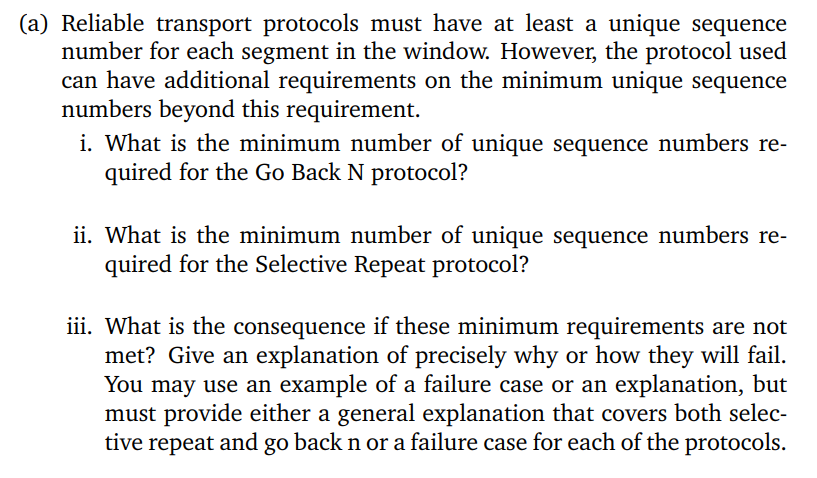 (a) Reliable transport protocols must have at least a unique sequence
number for each segment in the window. However, the protocol used
can have additional requirements on the minimum unique sequence
numbers beyond this requirement.
i. What is the minimum number of unique sequence numbers re-
quired for the Go Back N protocol?
ii. What is the minimum number of unique sequence numbers re-
quired for the Selective Repeat protocol?
iii. What is the consequence if these minimum requirements are not
met? Give an explanation of precisely why or how they will fail.
You may use an example of a failure case or an explanation, but
must provide either a general explanation that covers both selec-
tive repeat and go back n or a failure case for each of the protocols.